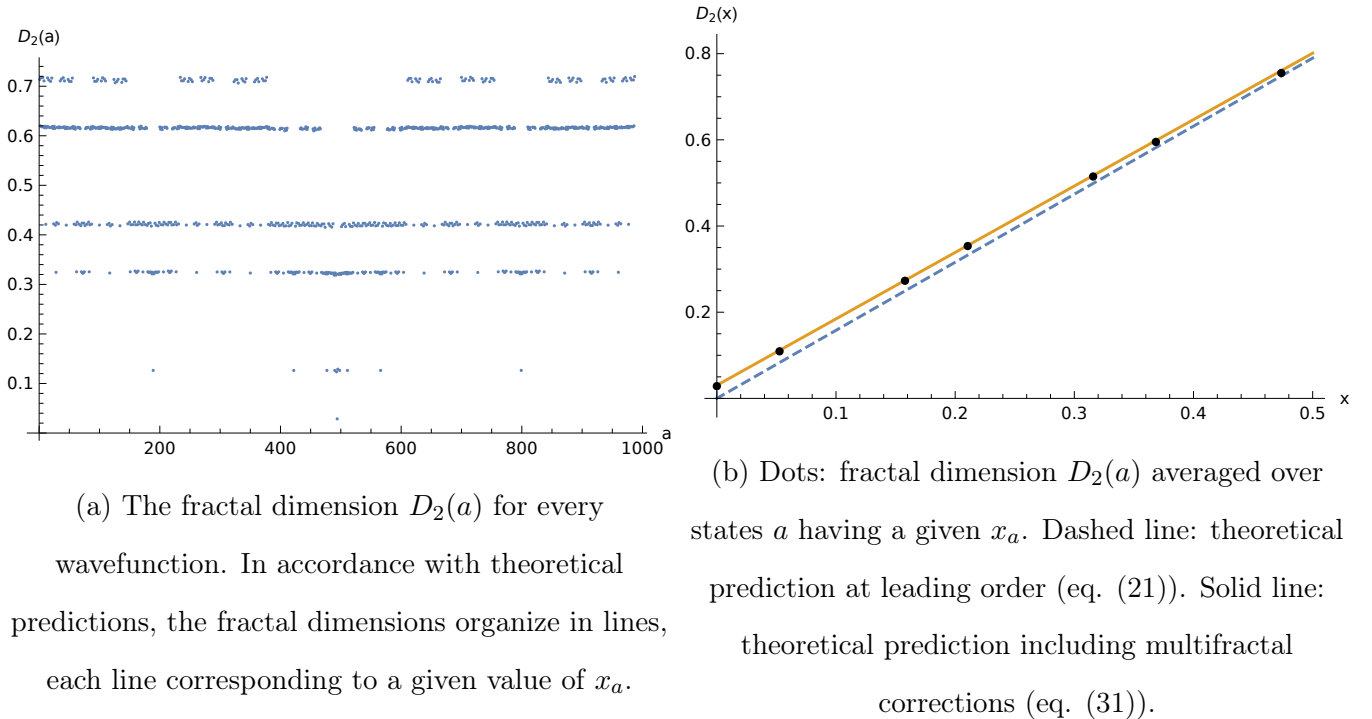 D₂(a)
0.7
0.6
0.5
0.4
0.3
0.2
0.1
200
400
600
800
1000
a
(a) The fractal dimension D₂(a) for every
wavefunction. In accordance with theoretical
predictions, the fractal dimensions organize in lines,
each line corresponding to a given value of xₐ.
D₂(x)
0.8
0.6
0.4
0.2
0.1
0.2
0.3
0.4
0.5
x
(b) Dots: fractal dimension D₂(a) averaged over
states a having a given xₐ. Dashed line: theoretical
prediction at leading order (eq. (21)). Solid line:
theoretical prediction including multifractal
corrections (eq. (31)).